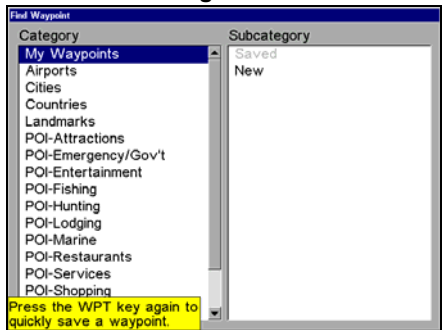 Find Waypoint
Category
My Waypoints
Airports
Cities
Countries
Landmarks
POI-Attractions
POI-Emergency/Gov't
POI-Entertainment
POI-Fishing
POI-Hunting
POI-Lodging
POI-Marine
POI-Restaurants
POI-Services
POI-Shopping
Press the WPT key again to
quickly save a waypoint.
Subcategory
Saved
New